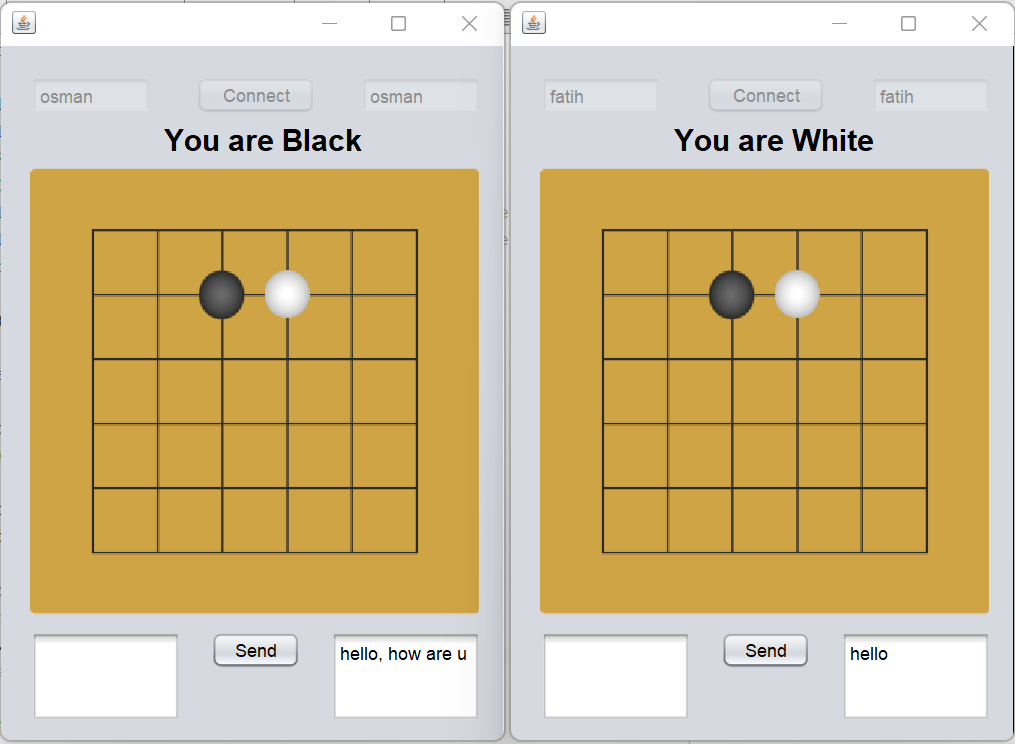 osman Connect osman
You are Black
Send
hello, how are u
fatih Connect fatih
You are White
Send
hello